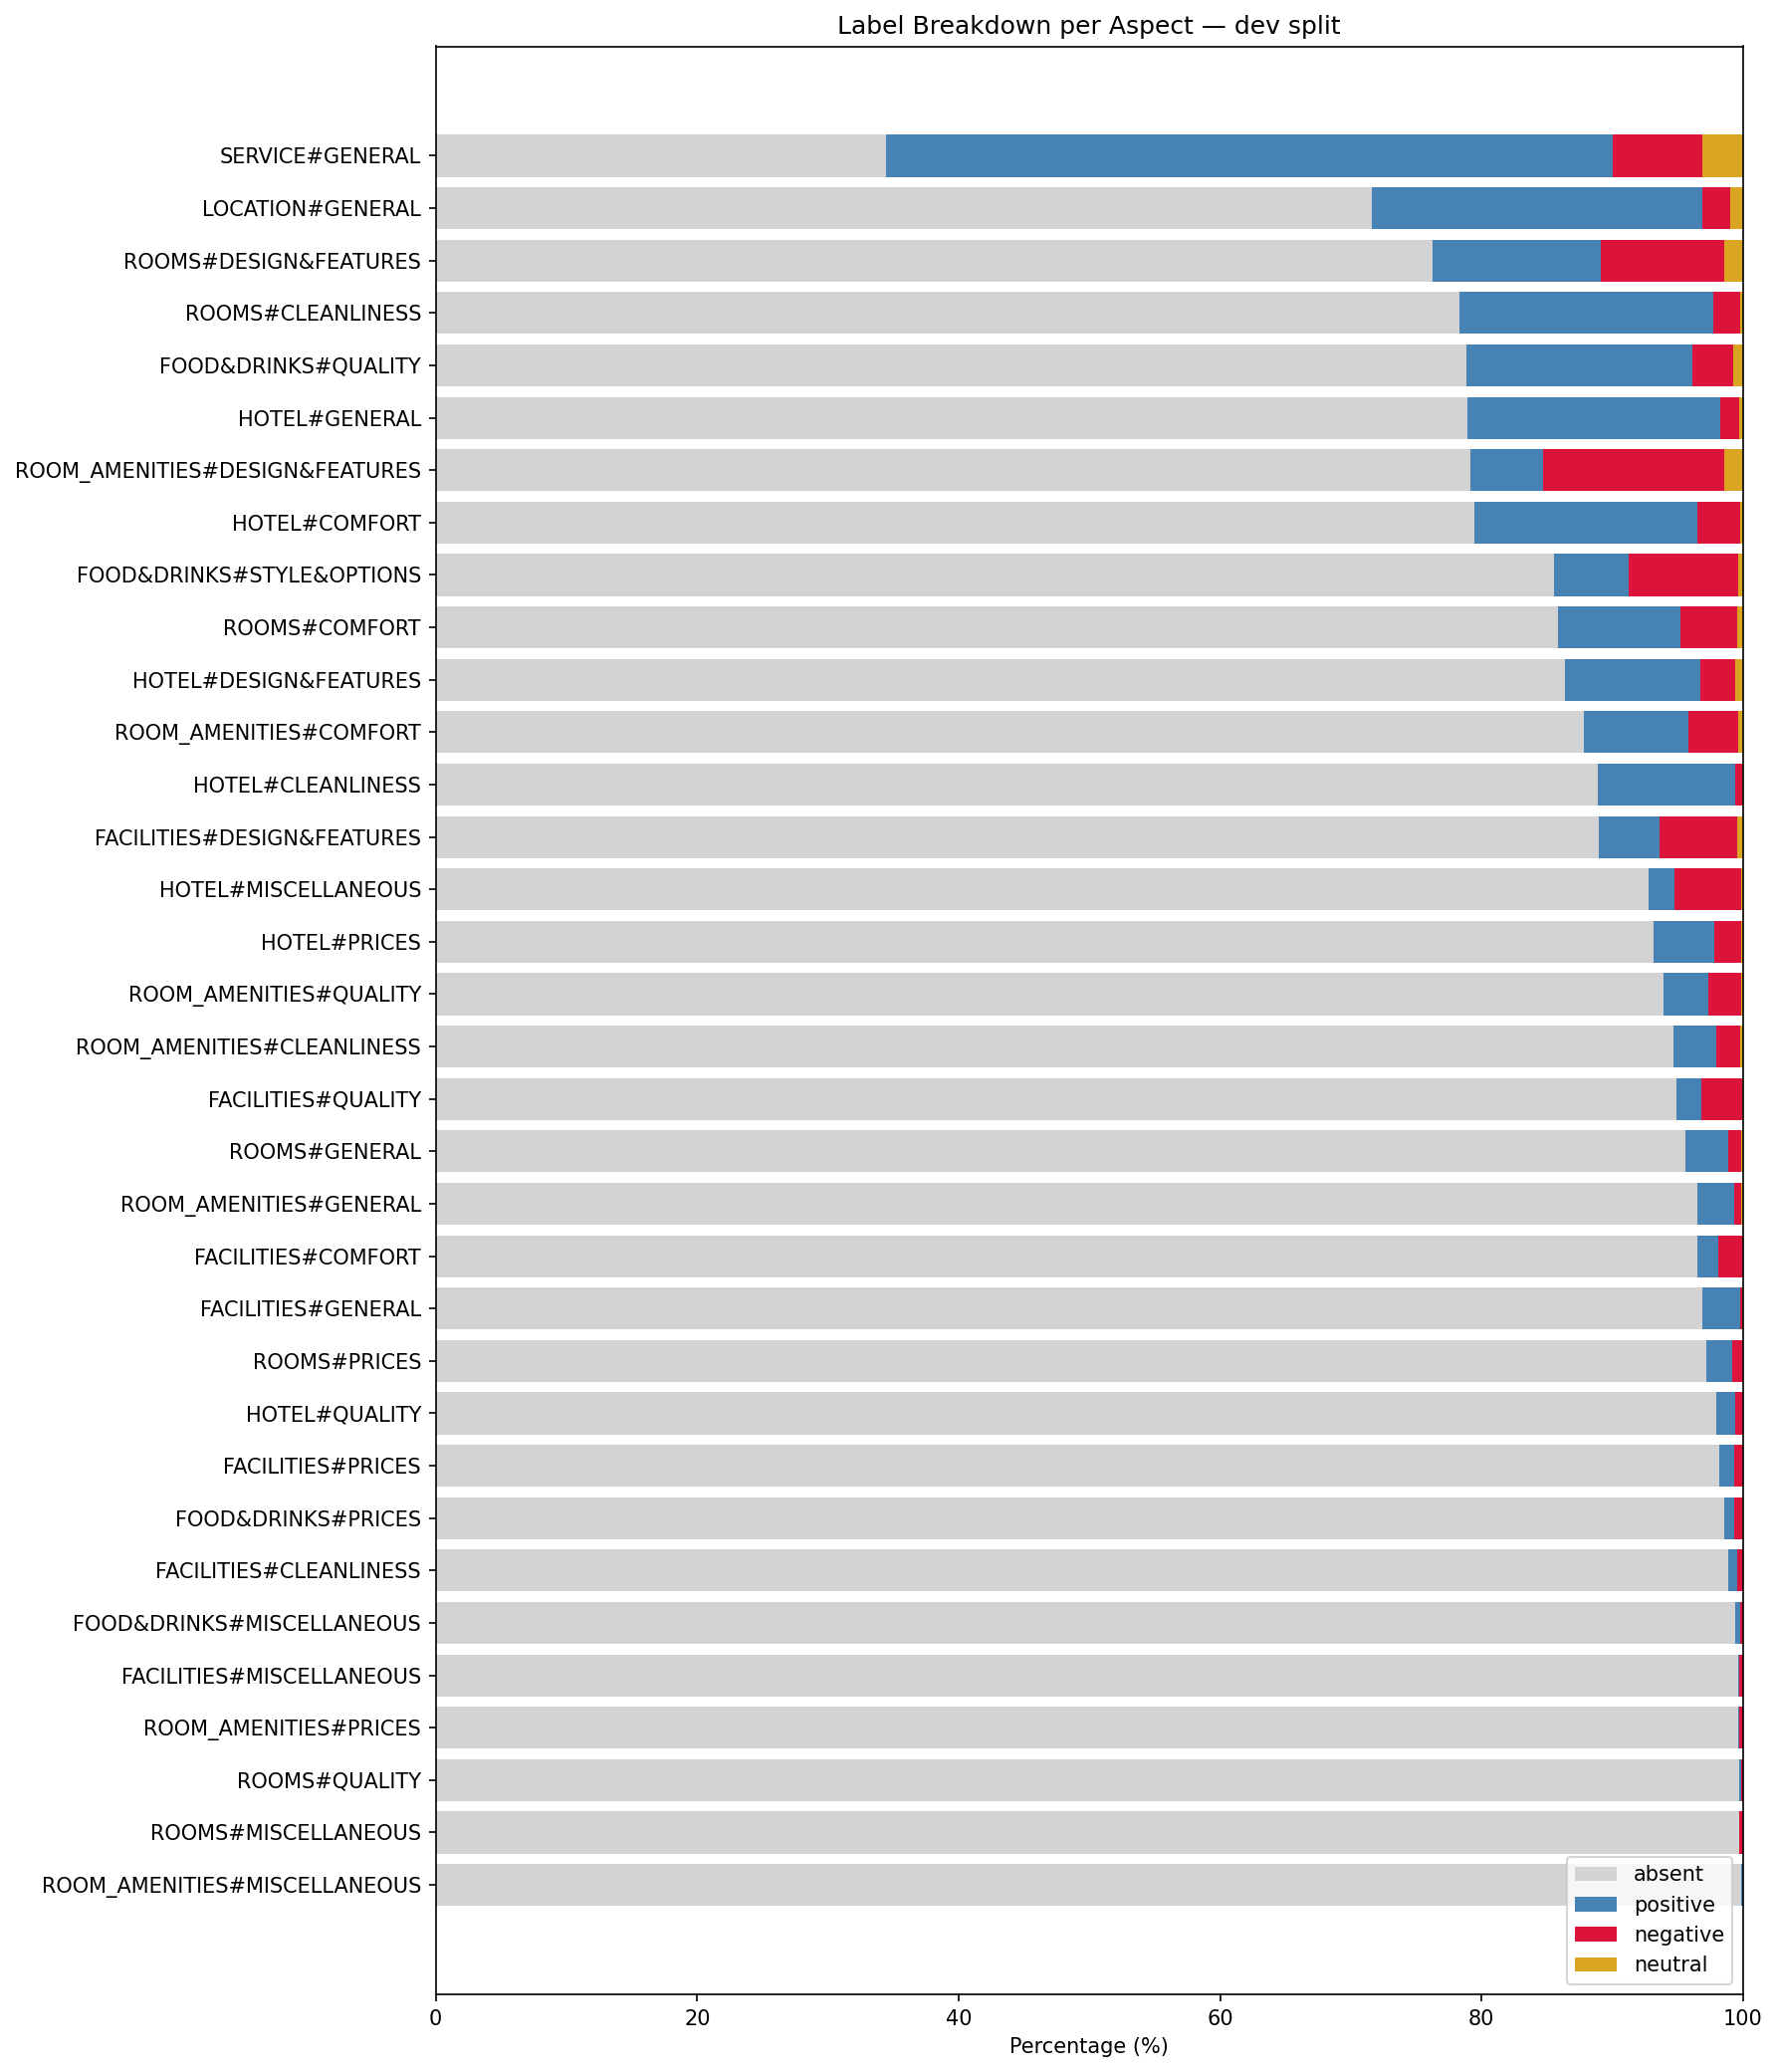 Label Breakdown per Aspect — dev split
SERVICE#GENERAL
LOCATION#GENERAL
ROOMS#DESIGN&FEATURES
ROOMS#CLEANLINESS
FOOD&DRINKS#QUALITY
HOTEL#GENERAL
ROOM_AMENITIES#DESIGN&FEATURES
HOTEL#COMFORT
FOOD&DRINKS#STYLE&OPTIONS
ROOMS#COMFORT
HOTEL#DESIGN&FEATURES
ROOM_AMENITIES#COMFORT
HOTEL#CLEANLINESS
FACILITIES#DESIGN&FEATURES
HOTEL#MISCELLANEOUS
HOTEL#PRICES
ROOM_AMENITIES#QUALITY
ROOM_AMENITIES#CLEANLINESS
FACILITIES#QUALITY
ROOMS#GENERAL
ROOM_AMENITIES#GENERAL
FACILITIES#COMFORT
FACILITIES#GENERAL
ROOMS#PRICES
HOTEL#QUALITY
FACILITIES#PRICES
FOOD&DRINKS#PRICES
FACILITIES#CLEANLINESS
FOOD&DRINKS#MISCELLANEOUS
FACILITIES#MISCELLANEOUS
ROOM_AMENITIES#PRICES
ROOMS#QUALITY
ROOMS#MISCELLANEOUS
ROOM_AMENITIES#MISCELLANEOUS
absent
positive
negative
neutral
0 20 40 60 80 100
Percentage (%)